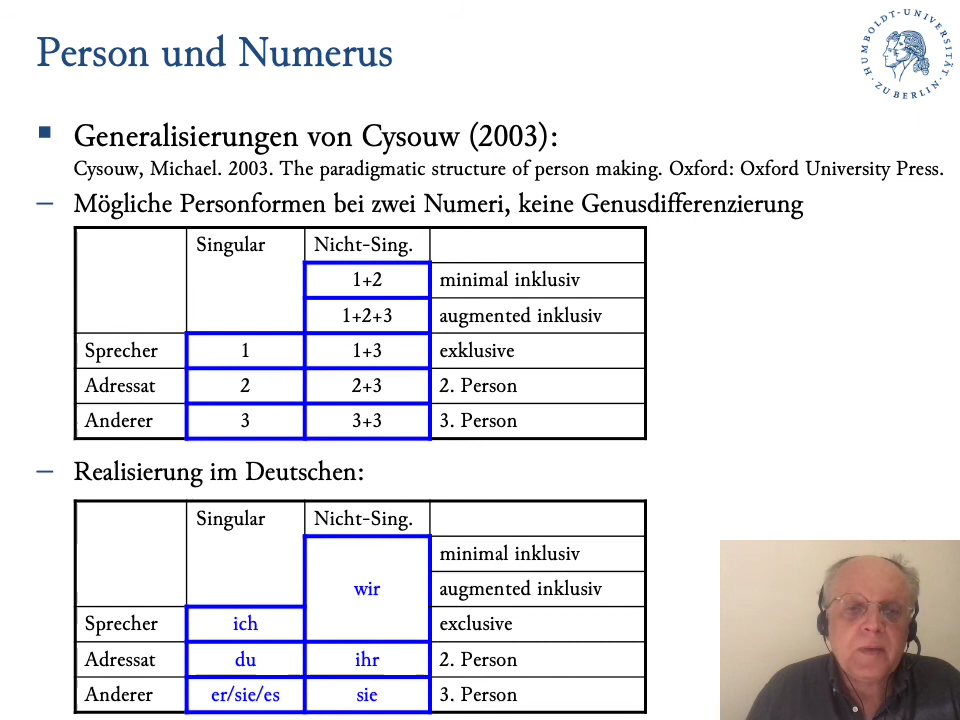 Person und Numerus
HUMBOLDT-UNIVERSITÄT
ZU BERLIN
Generalisierungen von Cysouw (2003):
Cysouw, Michael. 2003. The paradigmatic structure of person making. Oxford: Oxford University Press.
– Mögliche Personformen bei zwei Numeri, keine Genusdifferenzierung
Singular Nicht-Sing.
1+2 minimal inklusiv
1+2+3 augmented inklusiv
Sprecher 1 1+3 exklusive
Adressat 2 2+3 2. Person
Anderer 3 3+3 3. Person
– Realisierung im Deutschen:
Singular Nicht-Sing.
minimal inklusiv
wir augmented inklusiv
Sprecher ich exclusive
Adressat du ihr 2. Person
Anderer er/sie/es sie 3. Person